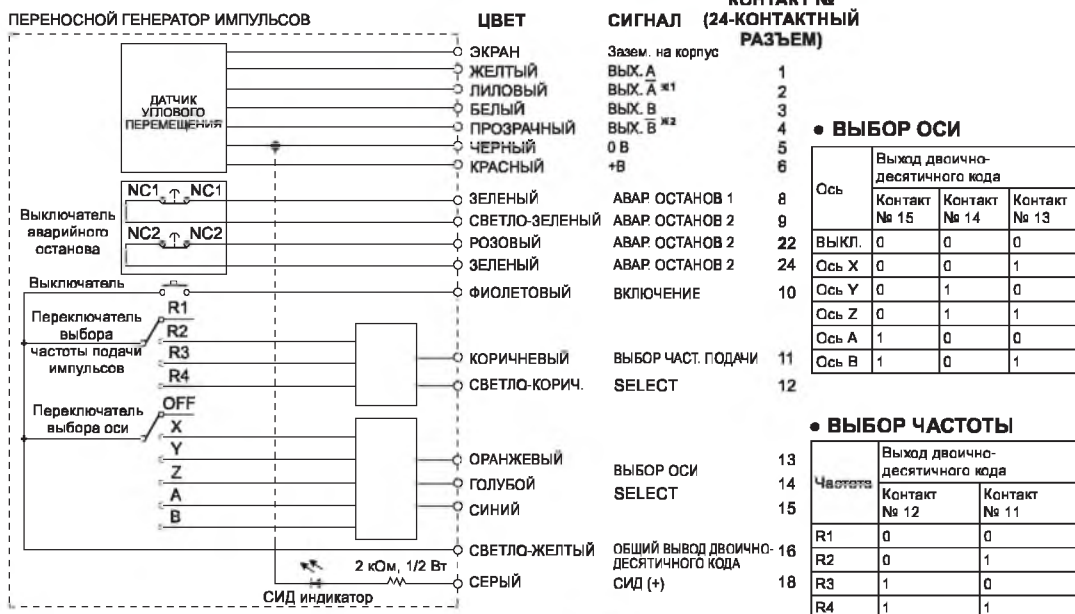 КОНТАКТ №
ПЕРЕНОСНОЙ ГЕНЕРАТОР ИМПУЛЬСОВ
ЦВЕТ
СИГНАЛ
(24-КОНТАКТНЫЙ
РАЗЪЕМ)
ЭКРАН Зазем. на корпус
ЖЕЛТЫЙ ВЫХ. A 1
ЛИЛОВЫЙ ВЫХ. A̅ ※1 2
БЕЛЫЙ ВЫХ. B 3
ПРОЗРАЧНЫЙ ВЫХ. B̅ ※2 4
ЧЕРНЫЙ 0 В 5
КРАСНЫЙ +В 6
ДАТЧИК
УГЛОВОГО
ПЕРЕМЕЩЕНИЯ
NC1 NC1
ЗЕЛЕНЫЙ АВАР. ОСТАНОВ 1 8
СВЕТЛО-ЗЕЛЕНЫЙ АВАР. ОСТАНОВ 2 9
Выключатель
аварийного
останова
NC2 NC2
РОЗОВЫЙ АВАР. ОСТАНОВ 2 22
ЗЕЛЕНЫЙ АВАР. ОСТАНОВ 2 24
Выключатель
ФИОЛЕТОВЫЙ ВКЛЮЧЕНИЕ 10
Переключатель
выбора
частоты подачи
импульсов
R1
R2
R3
R4
КОРИЧНЕВЫЙ ВЫБОР ЧАСТ. ПОДАЧИ 11
СВЕТЛО-КОРИЧ. SELECT 12
Переключатель
выбора оси
OFF
X
Y
Z
A
B
ОРАНЖЕВЫЙ 13
ГОЛУБОЙ 14
СИНИЙ 15
ВЫБОР ОСИ
SELECT
СВЕТЛО-ЖЕЛТЫЙ ОБЩИЙ ВЫВОД ДВОИЧНО- 16
ДЕСЯТИЧНОГО КОДА
2 кОм, 1/2 Вт
СЕРЫЙ СИД (+) 18
СИД индикатор
● ВЫБОР ОСИ
Ось
Выход двоично-
десятичного кода
Контакт Контакт Контакт
№ 15 № 14 № 13
ВЫКЛ. 0 0 0
Ось X 0 0 1
Ось Y 0 1 0
Ось Z 0 1 1
Ось A 1 0 0
Ось B 1 0 1
● ВЫБОР ЧАСТОТЫ
Частота
Выход двоично-
десятичного кода
Контакт Контакт
№ 12 № 11
R1 0 0
R2 0 1
R3 1 0
R4 1 1